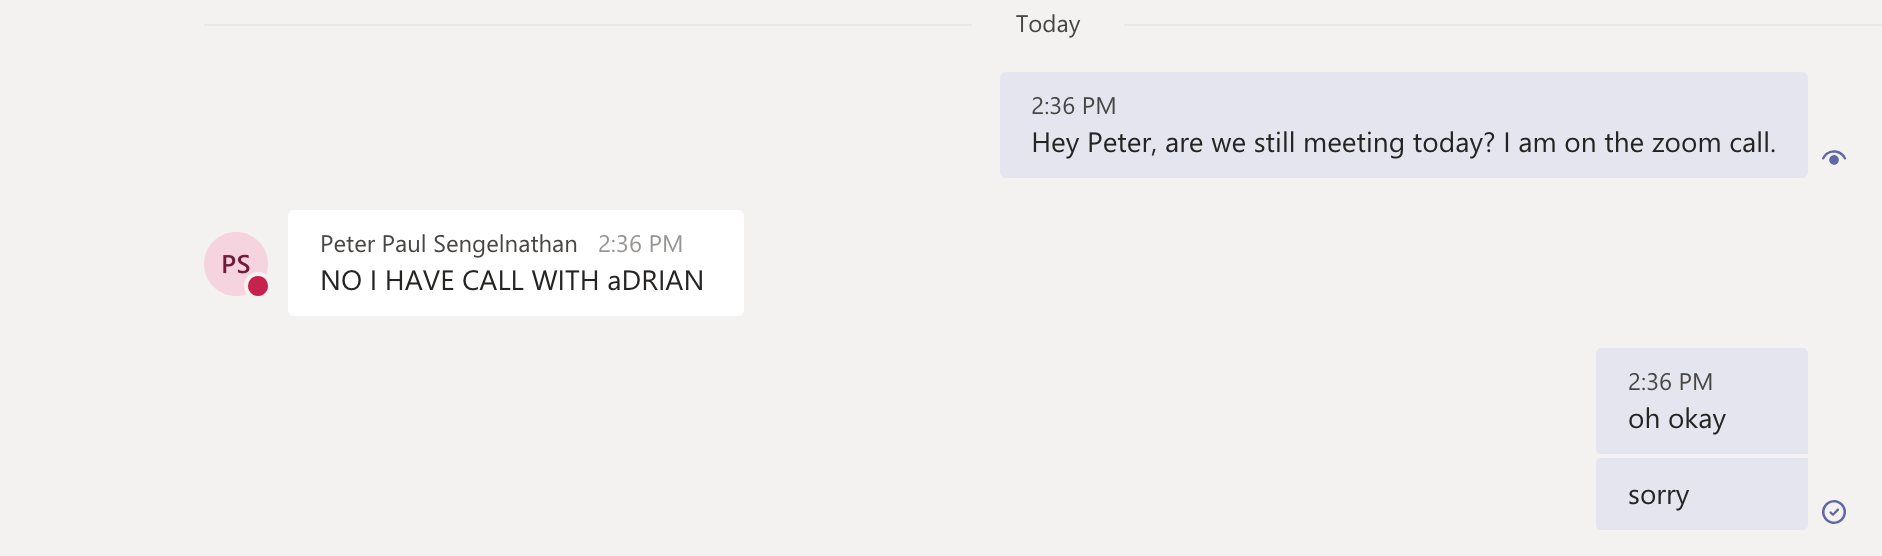 Today
2:36 PM
Hey Peter, are we still meeting today? I am on the zoom call.
PS
Peter Paul Sengelnathan 2:36 PM
NO I HAVE CALL WITH aDRIAN
2:36 PM
oh okay
sorry